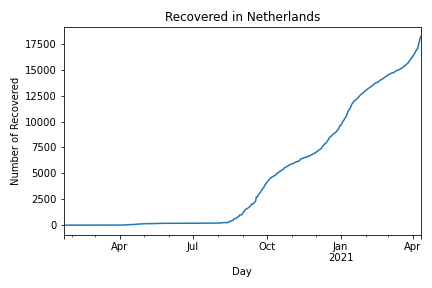 Recovered in Netherlands
Number of Recovered
17500
15000
12500
10000
7500
5000
2500
0
Apr Jul Oct Jan Apr
2021
Day